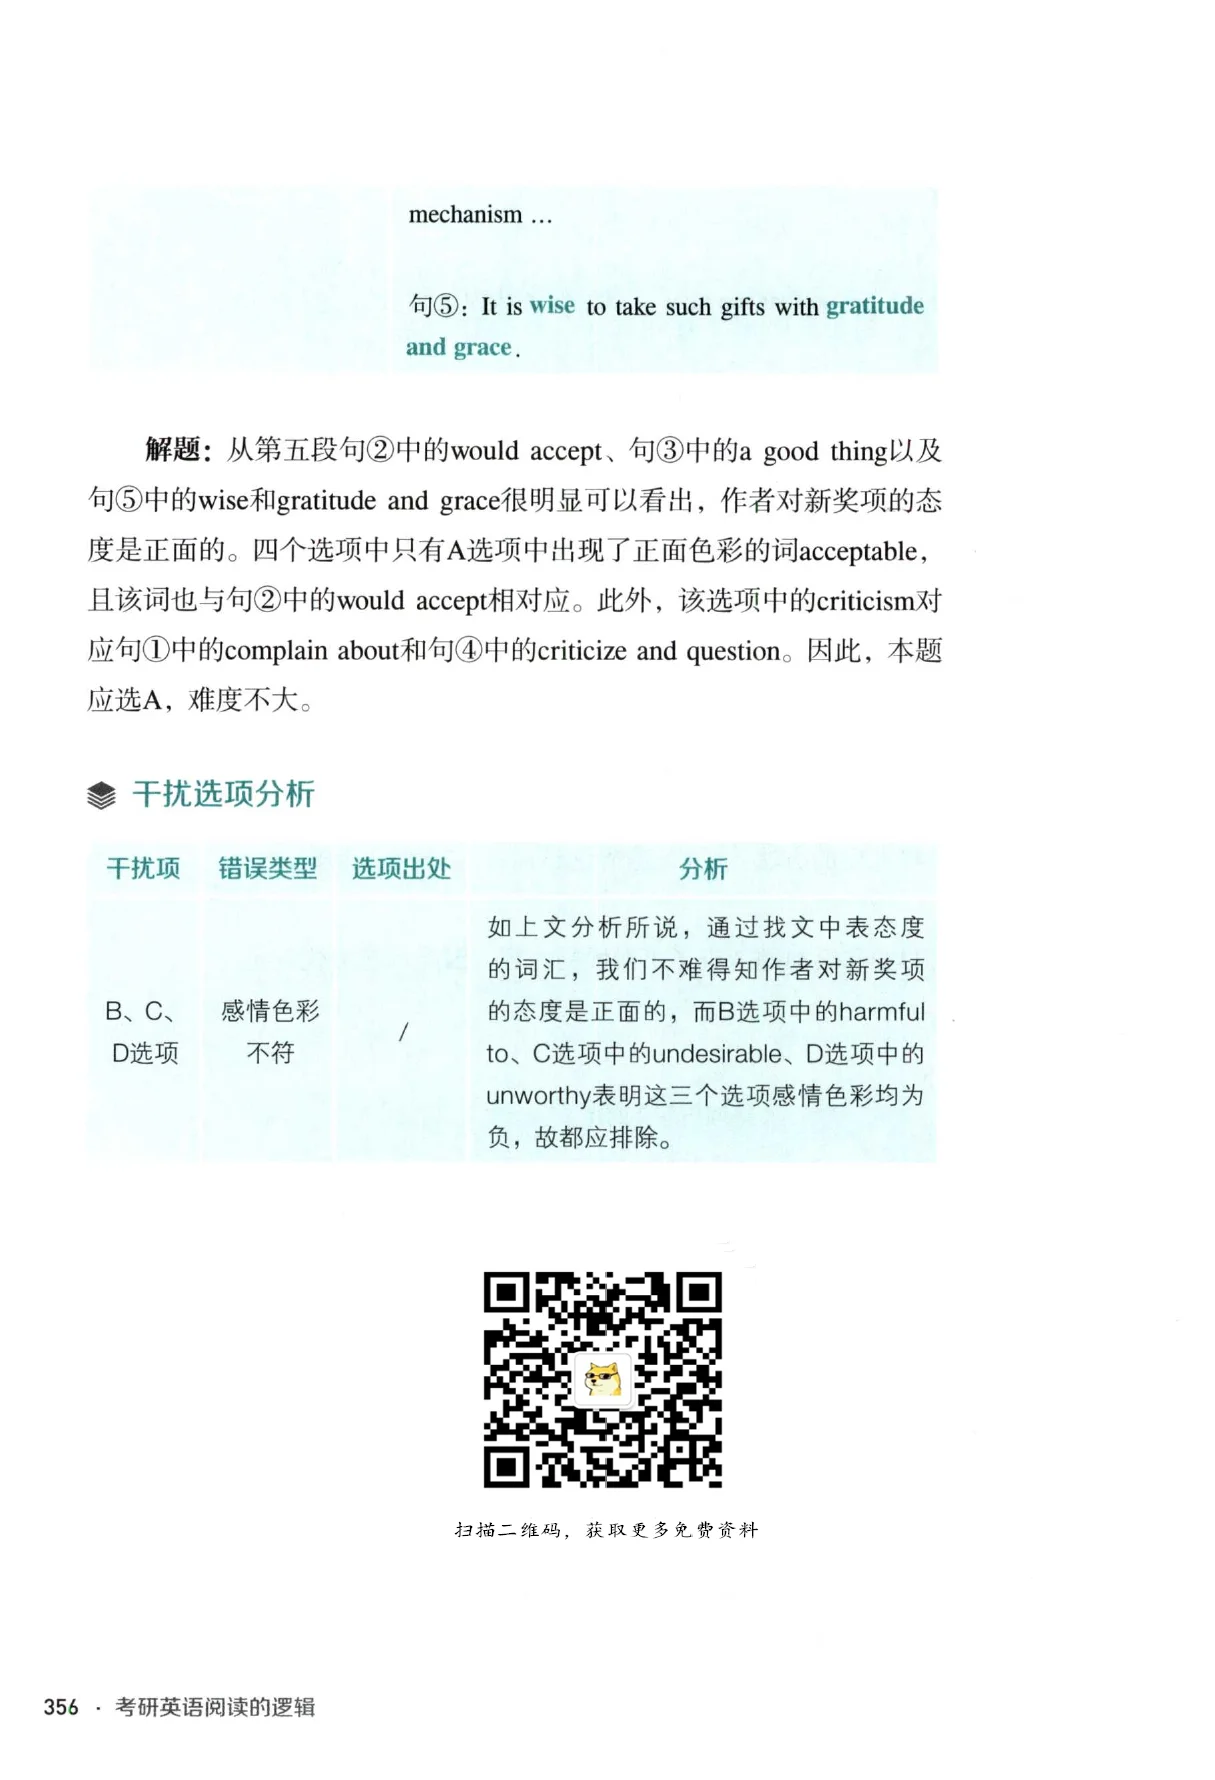 mechanism …
句⑤：It is wise to take such gifts with gratitude
and grace.
解题：从第五段句②中的would accept、句③中的a good thing以及
句⑤中的wise和gratitude and grace很明显可以看出，作者对新奖项的态
度是正面的。四个选项中只有A选项中出现了正面色彩的词acceptable，
且该词也与句②中的would accept相对应。此外，该选项中的criticism对
应句①中的complain about和句④中的criticize and question。因此，本题
应选A，难度不大。
干扰选项分析
干扰项 错误类型 选项出处 分析
如上文分析所说，通过找文中表态度
的词汇，我们不难得知作者对新奖项
B、C、 感情色彩 的态度是正面的，而B选项中的harmful
/
D选项 不符 to、C选项中的undesirable、D选项中的
unworthy表明这三个选项感情色彩均为
负，故都应排除。
扫描二维码，获取更多免费资料
356 · 考研英语阅读的逻辑